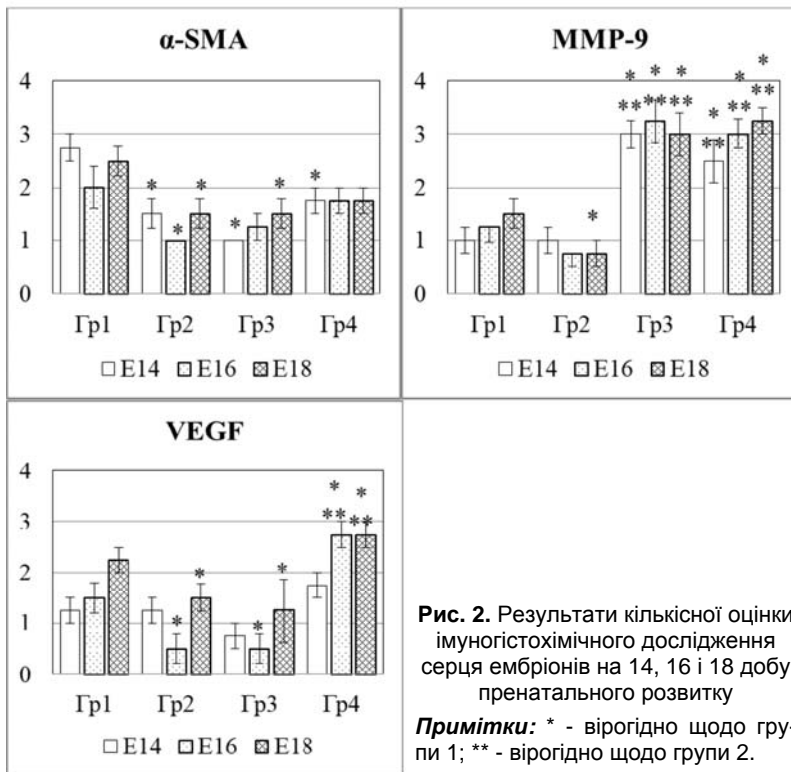 α-SMA
4
3
2
1
0
*
*
*
*
*
*
Гр1 Гр2 Гр3 Гр4
E14 E16 E18
MMP-9
4
3
2
1
0
*
*
**
*
**
*
**
*
**
*
**
*
**
Гр1 Гр2 Гр3 Гр4
E14 E16 E18
VEGF
4
3
2
1
0
*
*
*
*
*
**
*
**
Гр1 Гр2 Гр3 Гр4
E14 E16 E18
Рис. 2. Результати кількісної оцінки
імуногістохімічного дослідження
серця ембріонів на 14, 16 і 18 добу
пренатального розвитку
Примітки: * - вірогідно щодо гру-
пи 1; ** - вірогідно щодо групи 2.